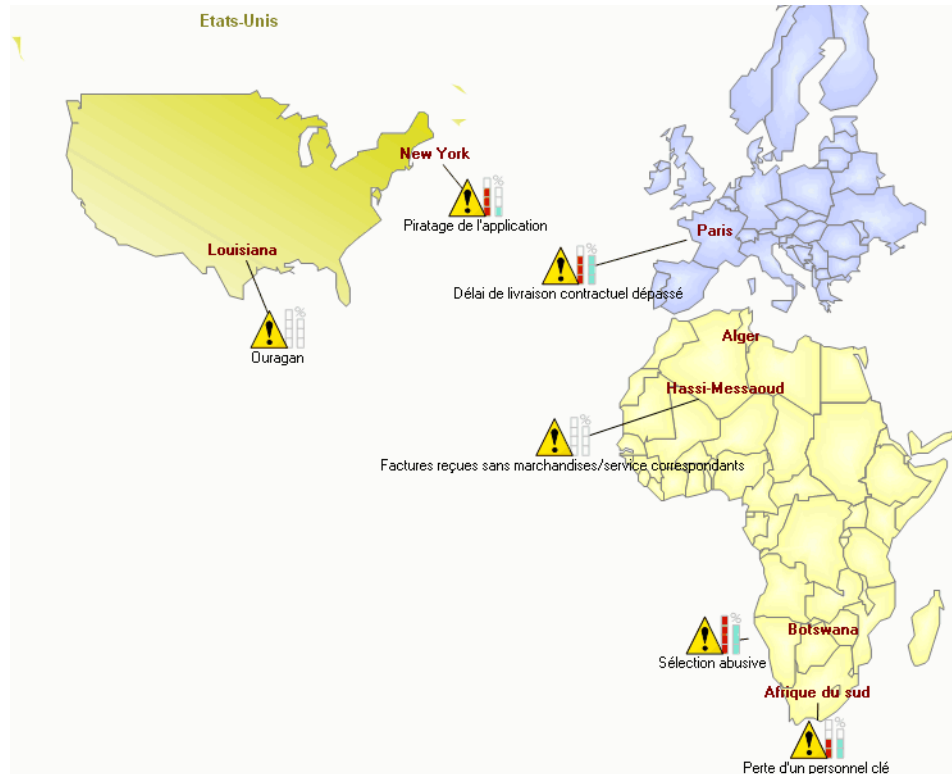 Etats-Unis
New York
%
Piratage de l'application
Paris
%
Délai de livraison contractuel dépassé
Louisiana
%
Ouragan
Alger
Hassi-Messaoud
%
Factures reçues sans marchandises/service correspondants
Botswana
%
Sélection abusive
Afrique du sud
%
Perte d'un personnel clé